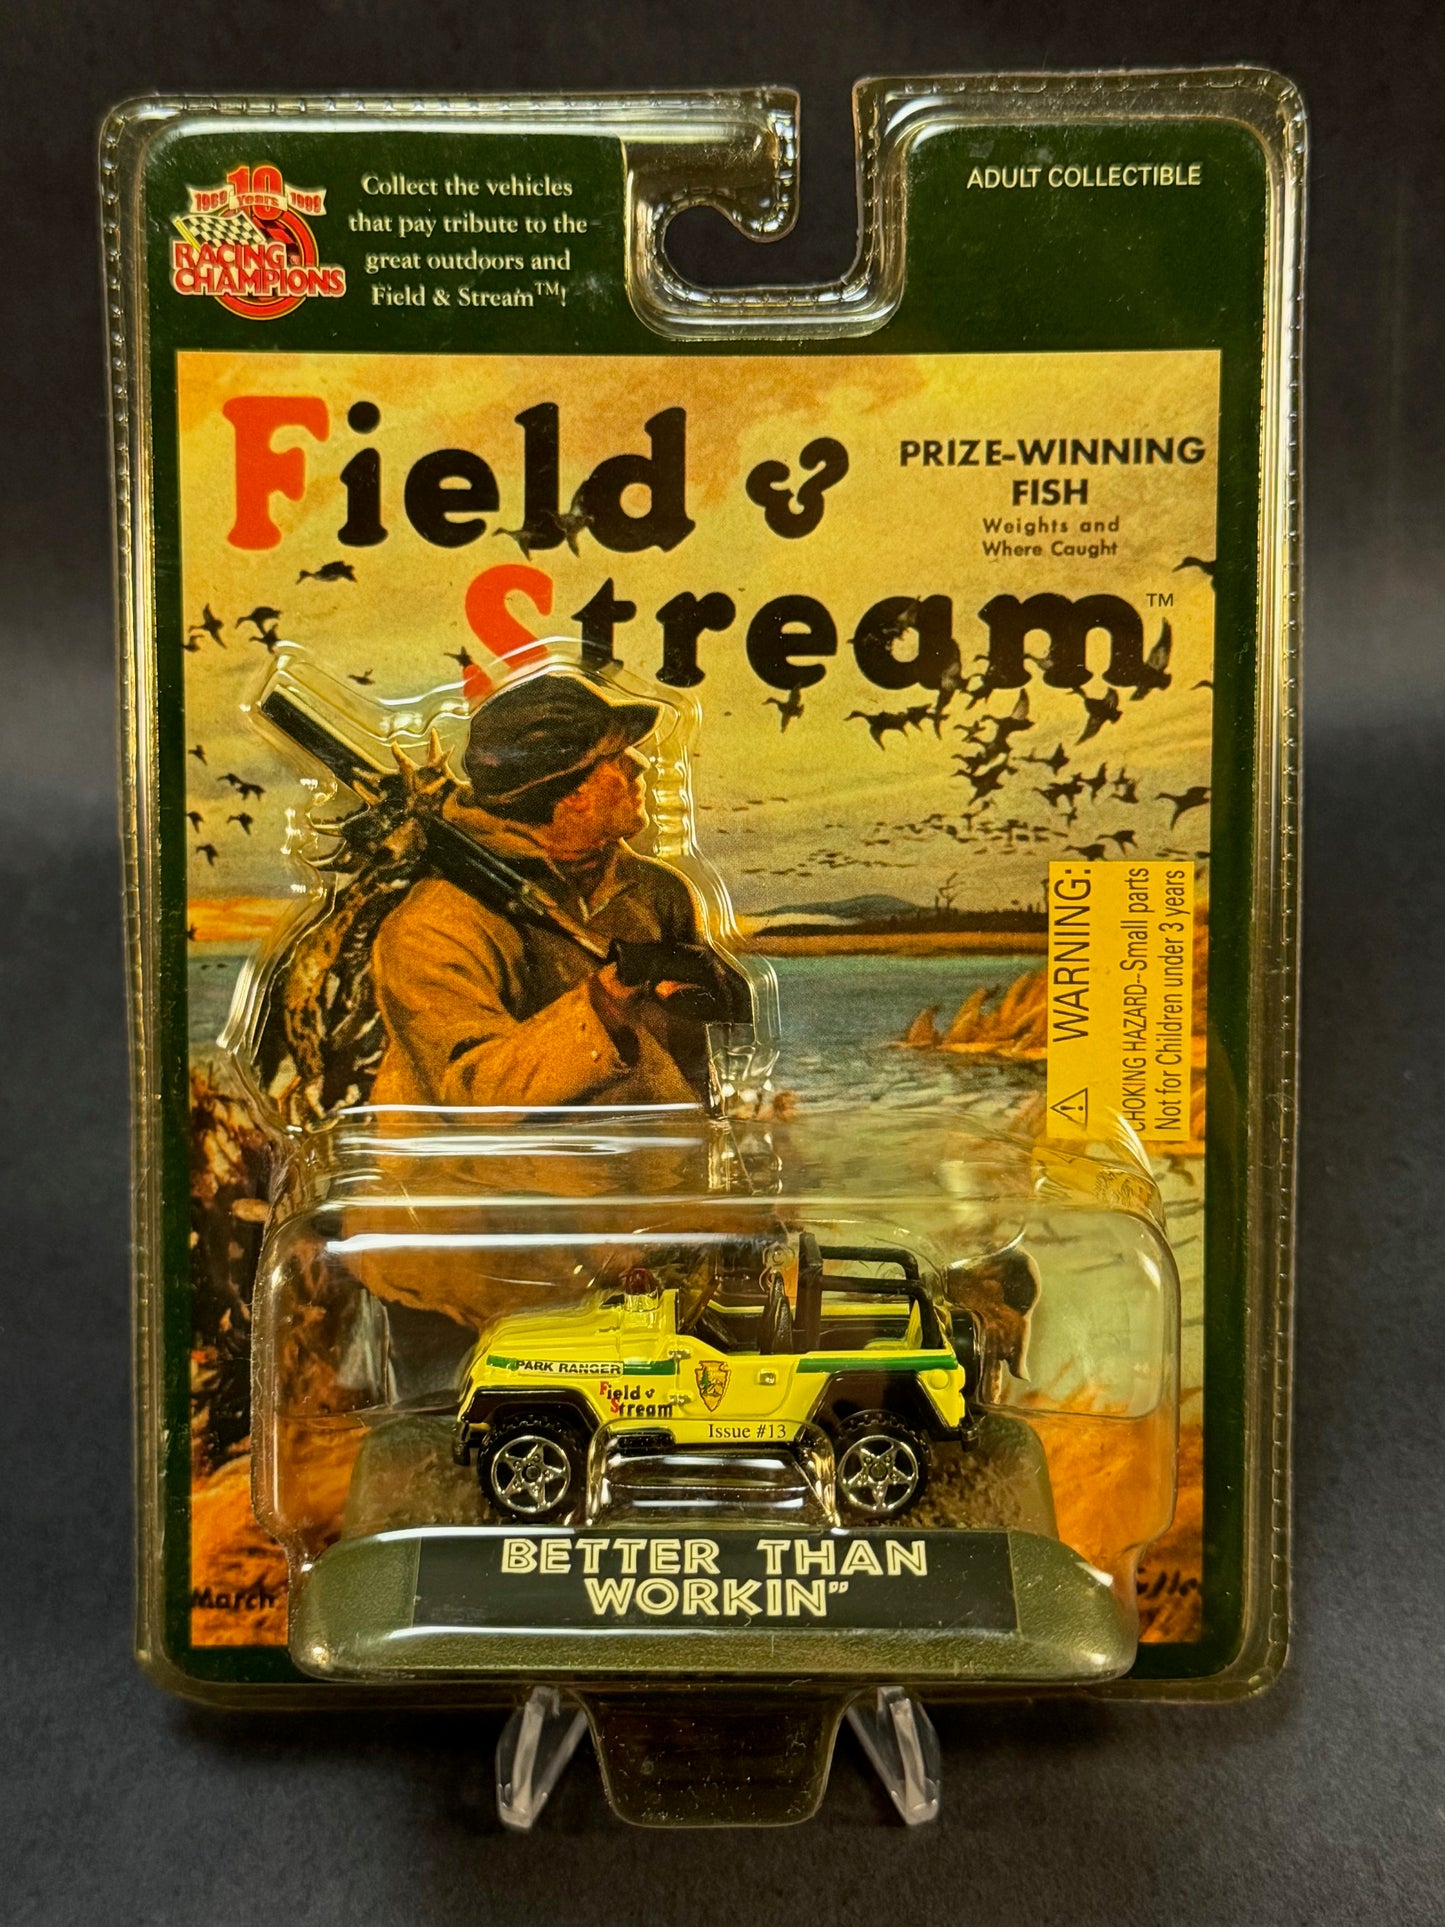 1989 10 1999
Years
RACING
CHAMPIONS
Collect the vehicles
that pay tribute to the
great outdoors and
Field & Stream™!
ADULT COLLECTIBLE
Field &
Stream™
PRIZE-WINNING
FISH
Weights and
Where Caught
⚠ WARNING:
CHOKING HAZARD--Small parts
Not for Children under 3 years
PARK RANGER
Field &
Stream
Issue #13
BETTER THAN
WORKIN"
March